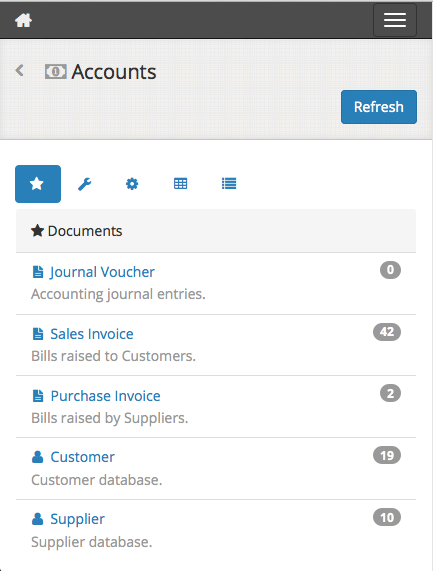 Accounts
Refresh
Documents
Journal Voucher 0
Accounting journal entries.
Sales Invoice 42
Bills raised to Customers.
Purchase Invoice 2
Bills raised by Suppliers.
Customer 19
Customer database.
Supplier 10
Supplier database.